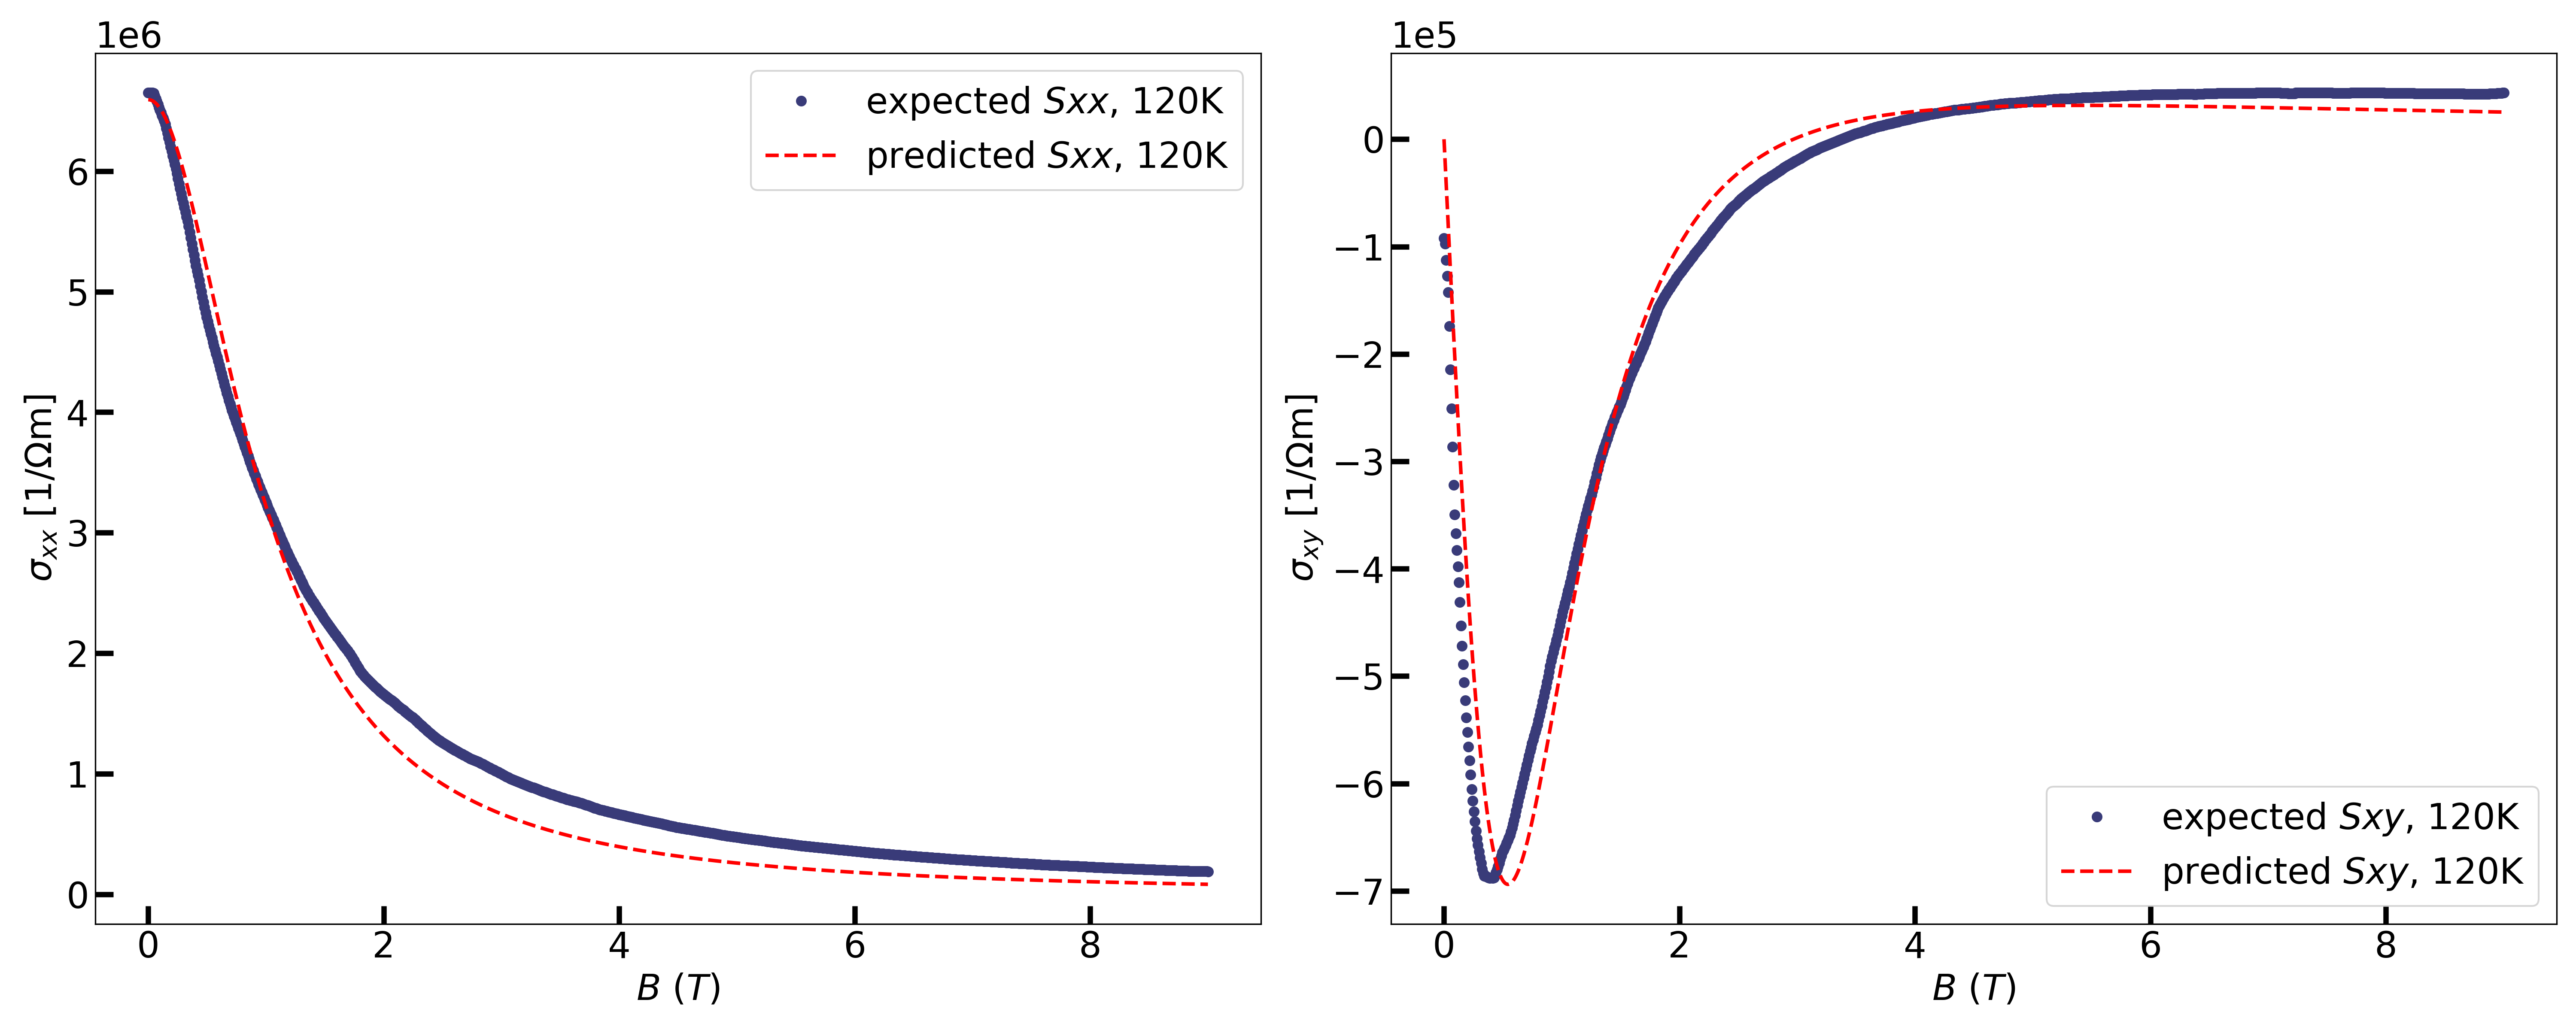 1e6
expected Sxx, 120K
predicted Sxx, 120K
6
5
4
3
2
1
0
σxx [1/Ωm]
0 2 4 6 8
B (T)
1e5
0
−1
−2
−3
−4
−5
−6
−7
σxy [1/Ωm]
expected Sxy, 120K
predicted Sxy, 120K
0 2 4 6 8
B (T)